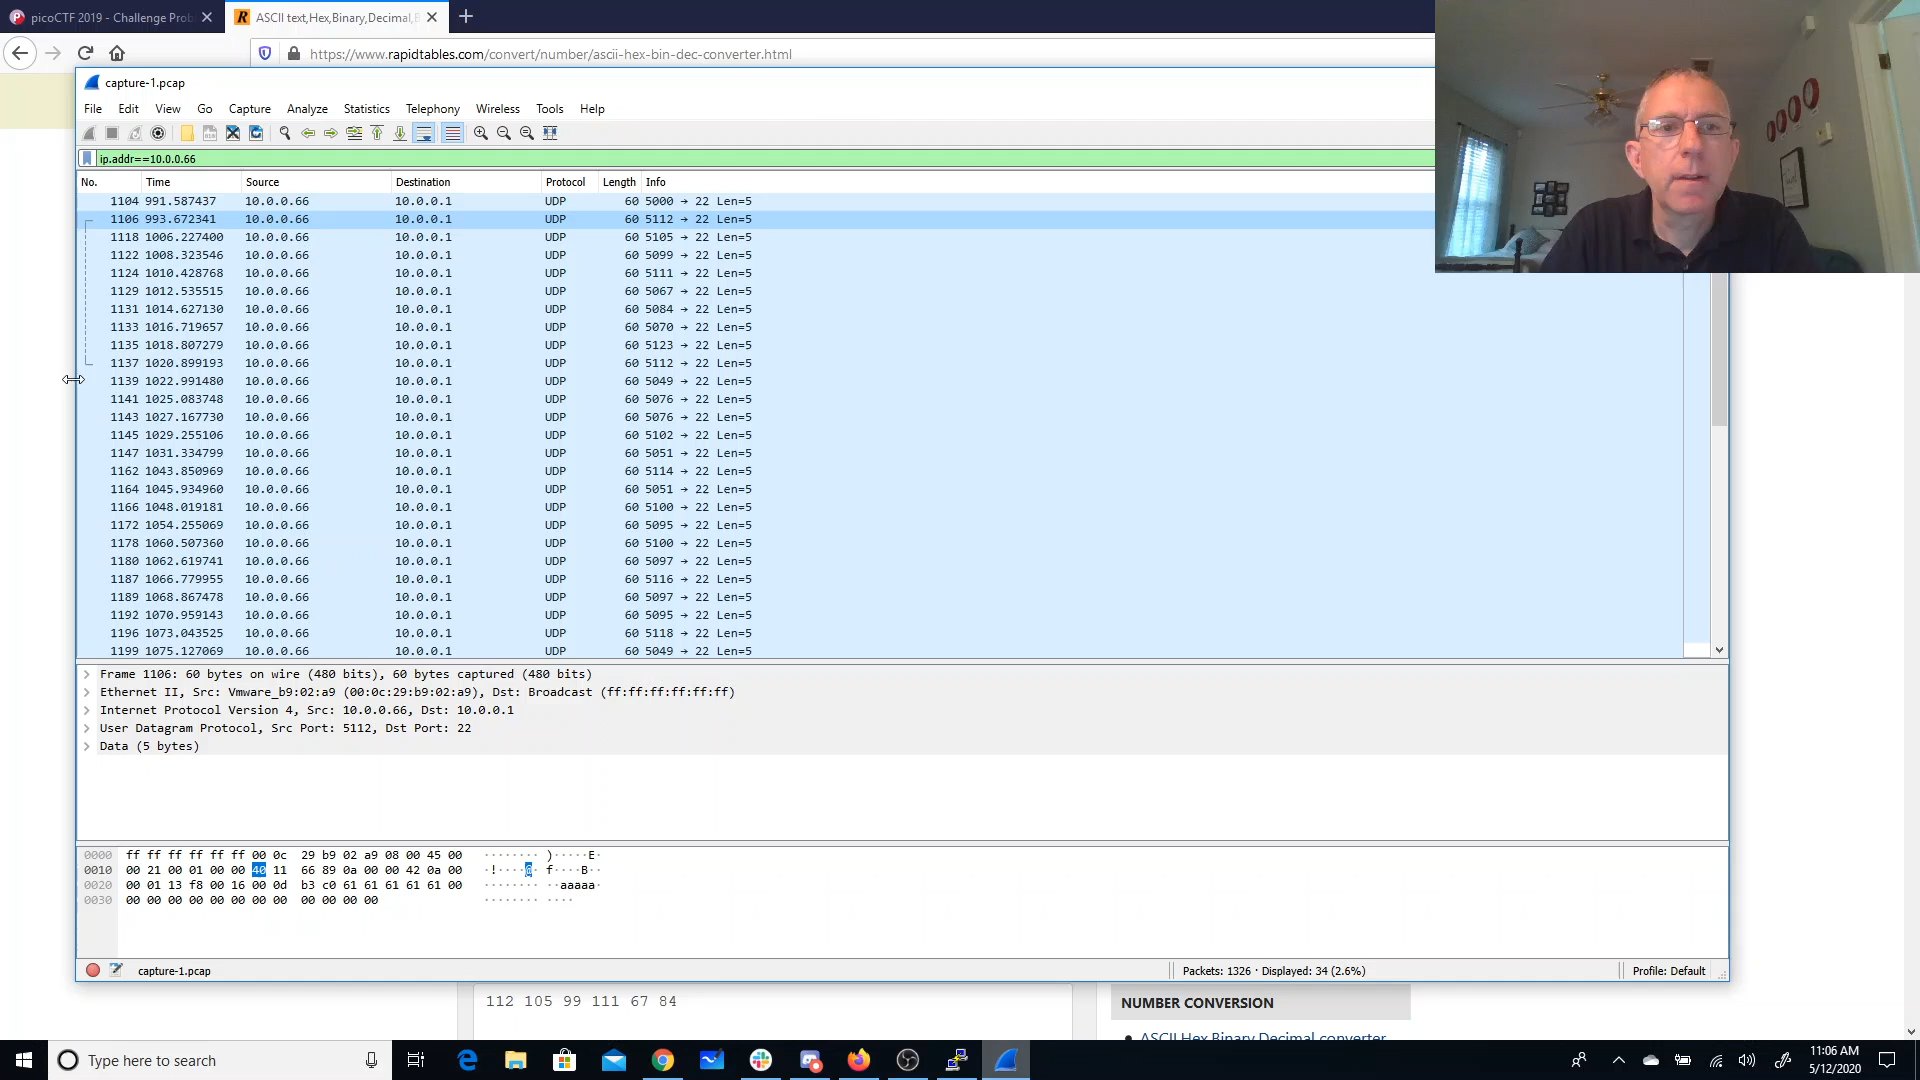 picoCTF 2019 - Challenge Prob
ASCII text,Hex,Binary,Decimal,B
https://www.rapidtables.com/convert/number/ascii-hex-bin-dec-converter.html
capture-1.pcap
File Edit View Go Capture Analyze Statistics Telephony Wireless Tools Help
ip.addr==10.0.0.66
No. Time Source Destination Protocol Length Info
1104 991.587437 10.0.0.66 10.0.0.1 UDP 60 5000 → 22 Len=5
1106 993.672341 10.0.0.66 10.0.0.1 UDP 60 5112 → 22 Len=5
1118 1006.227400 10.0.0.66 10.0.0.1 UDP 60 5105 → 22 Len=5
1122 1008.323546 10.0.0.66 10.0.0.1 UDP 60 5099 → 22 Len=5
1124 1010.428768 10.0.0.66 10.0.0.1 UDP 60 5111 → 22 Len=5
1129 1012.535515 10.0.0.66 10.0.0.1 UDP 60 5067 → 22 Len=5
1131 1014.627130 10.0.0.66 10.0.0.1 UDP 60 5084 → 22 Len=5
1133 1016.719657 10.0.0.66 10.0.0.1 UDP 60 5070 → 22 Len=5
1135 1018.807279 10.0.0.66 10.0.0.1 UDP 60 5123 → 22 Len=5
1137 1020.899193 10.0.0.66 10.0.0.1 UDP 60 5112 → 22 Len=5
1139 1022.991480 10.0.0.66 10.0.0.1 UDP 60 5049 → 22 Len=5
1141 1025.083748 10.0.0.66 10.0.0.1 UDP 60 5076 → 22 Len=5
1143 1027.167730 10.0.0.66 10.0.0.1 UDP 60 5076 → 22 Len=5
1145 1029.255106 10.0.0.66 10.0.0.1 UDP 60 5102 → 22 Len=5
1147 1031.334799 10.0.0.66 10.0.0.1 UDP 60 5051 → 22 Len=5
1162 1043.850969 10.0.0.66 10.0.0.1 UDP 60 5114 → 22 Len=5
1164 1045.934960 10.0.0.66 10.0.0.1 UDP 60 5051 → 22 Len=5
1166 1048.019181 10.0.0.66 10.0.0.1 UDP 60 5100 → 22 Len=5
1172 1054.255069 10.0.0.66 10.0.0.1 UDP 60 5095 → 22 Len=5
1178 1060.507360 10.0.0.66 10.0.0.1 UDP 60 5100 → 22 Len=5
1180 1062.619741 10.0.0.66 10.0.0.1 UDP 60 5097 → 22 Len=5
1187 1066.779955 10.0.0.66 10.0.0.1 UDP 60 5116 → 22 Len=5
1189 1068.867478 10.0.0.66 10.0.0.1 UDP 60 5097 → 22 Len=5
1192 1070.959143 10.0.0.66 10.0.0.1 UDP 60 5095 → 22 Len=5
1196 1073.043525 10.0.0.66 10.0.0.1 UDP 60 5118 → 22 Len=5
1199 1075.127069 10.0.0.66 10.0.0.1 UDP 60 5049 → 22 Len=5
Frame 1106: 60 bytes on wire (480 bits), 60 bytes captured (480 bits)
Ethernet II, Src: Vmware_b9:02:a9 (00:0c:29:b9:02:a9), Dst: Broadcast (ff:ff:ff:ff:ff:ff)
Internet Protocol Version 4, Src: 10.0.0.66, Dst: 10.0.0.1
User Datagram Protocol, Src Port: 5112, Dst Port: 22
Data (5 bytes)
0000 ff ff ff ff ff ff 00 0c 29 b9 02 a9 08 00 45 00 ········ )·····E·
0010 00 21 00 01 00 00 40 11 66 89 0a 00 00 42 0a 00 ·!····@· f····B··
0020 00 01 13 f8 00 16 00 0d b3 c0 61 61 61 61 61 00 ········ ··aaaaa·
0030 00 00 00 00 00 00 00 00 00 00 00 00 ········ ····
capture-1.pcap Packets: 1326 · Displayed: 34 (2.6%) Profile: Default
112 105 99 111 67 84
NUMBER CONVERSION
ASCII,Hex,Binary,Decimal converter
Type here to search
11:06 AM
5/12/2020